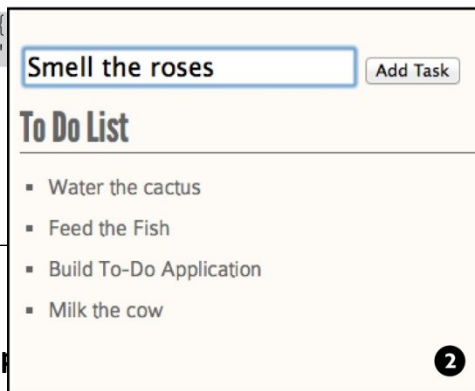 Smell the roses
Add Task
To Do List
Water the cactus
Feed the Fish
Build To-Do Application
Milk the cow
2